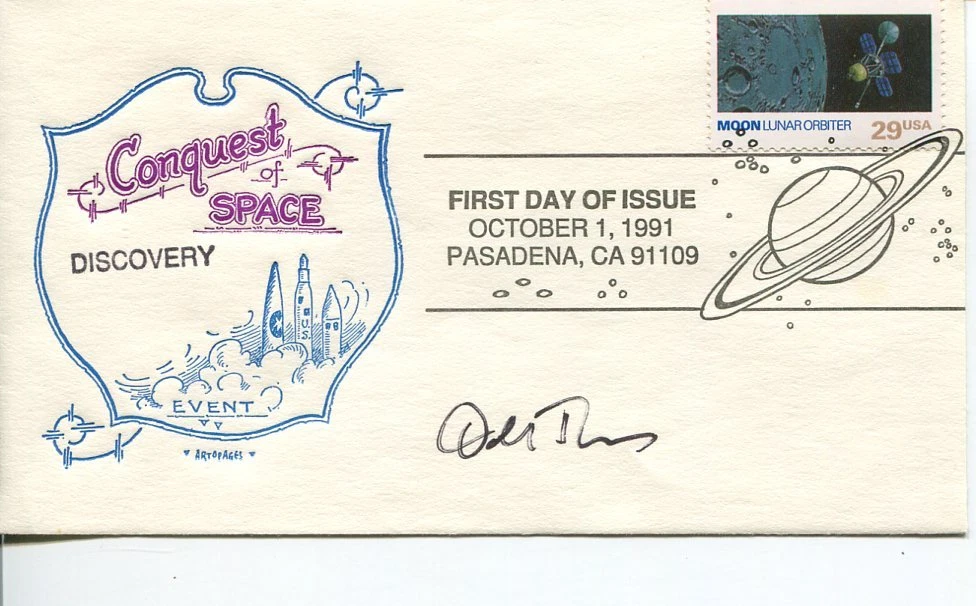 Conquest
of
SPACE
DISCOVERY
U.S.
EVENT
ARTOPAGES
MOON LUNAR ORBITER 29USA
FIRST DAY OF ISSUE
OCTOBER 1, 1991
PASADENA, CA 91109